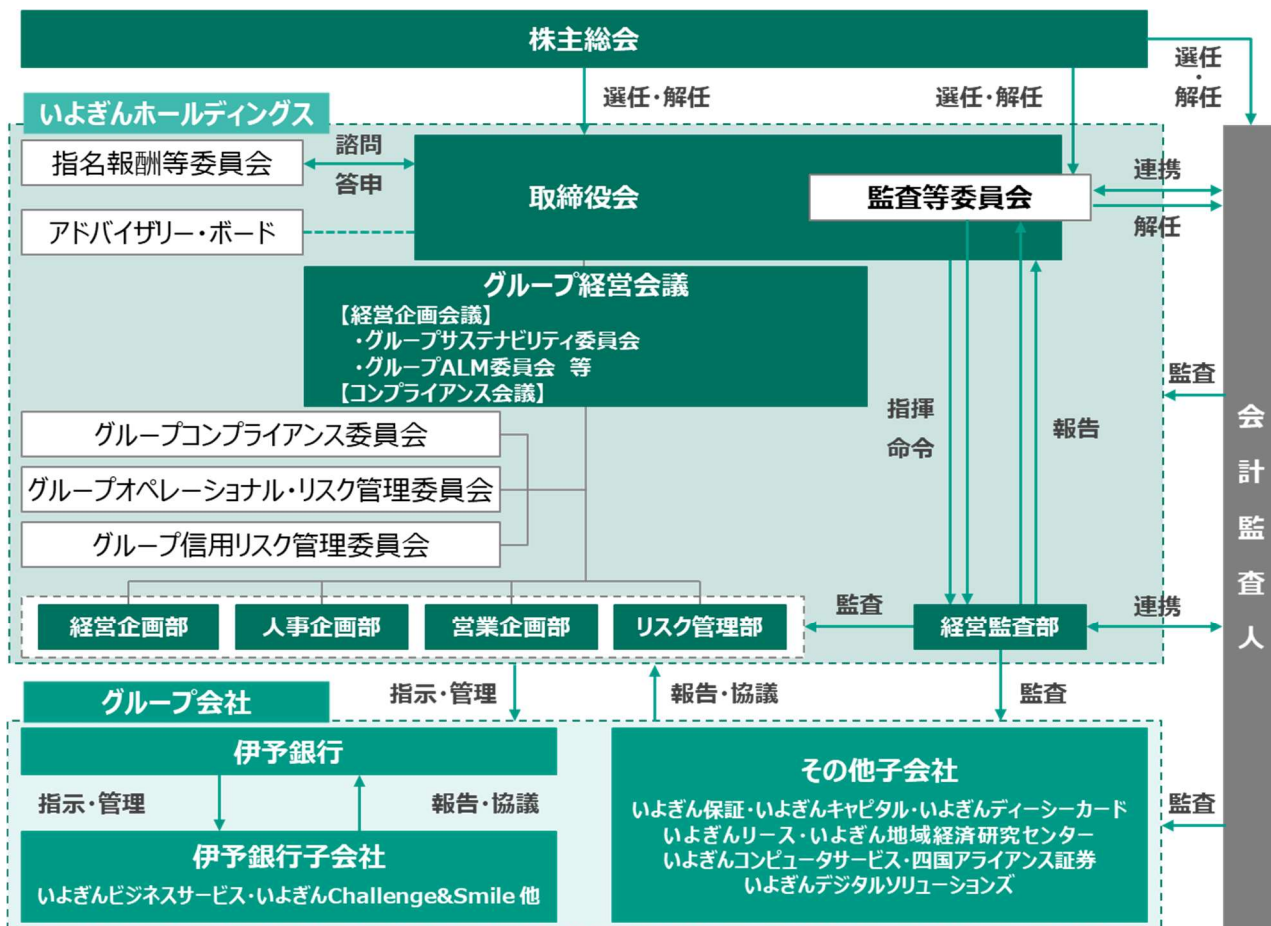 株主総会
選任・解任
選任・解任
選任
・
解任
いよぎんホールディングス
指名報酬等委員会
諮問
答申
取締役会
監査等委員会
連携
解任
アドバイザリー・ボード
グループ経営会議
【経営企画会議】
・グループサステナビリティ委員会
・グループALM委員会 等
【コンプライアンス会議】
監査
指揮
命令
報告
会計監査人
グループコンプライアンス委員会
グループオペレーショナル・リスク管理委員会
グループ信用リスク管理委員会
経営企画部
人事企画部
営業企画部
リスク管理部
監査
経営監査部
連携
指示・管理
報告・協議
監査
グループ会社
伊予銀行
指示・管理
報告・協議
伊予銀行子会社
いよぎんビジネスサービス・いよぎんChallenge&Smile 他
その他子会社
いよぎん保証・いよぎんキャピタル・いよぎんディーシーカード
いよぎんリース・いよぎん地域経済研究センター
いよぎんコンピュータサービス・四国アライアンス証券
いよぎんデジタルソリューションズ
監査